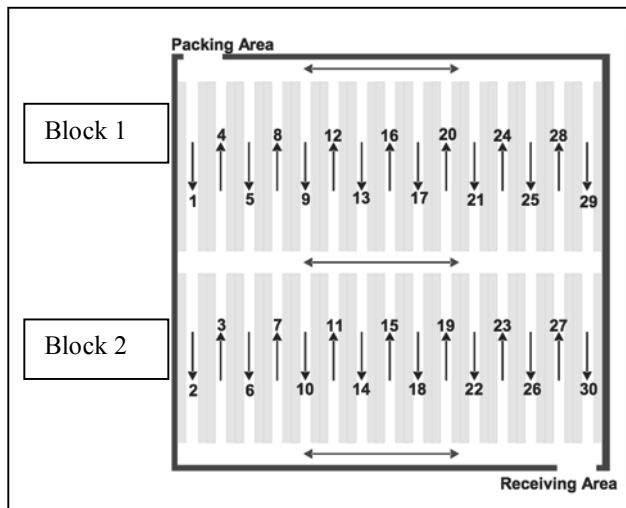 Packing Area
Block 1
4 8 12 16 20 24 28
1 5 9 13 17 21 25 29
Block 2
3 7 11 15 19 23 27
2 6 10 14 18 22 26 30
Receiving Area